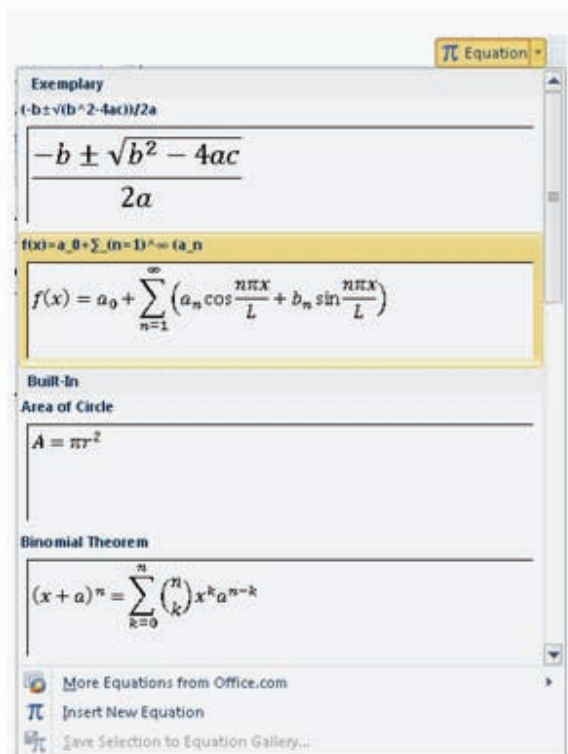 π Equation
Exemplary
(-b±√(b^2-4ac))/2a
−b ± √(b² − 4ac)
2a
f(x)=a_0+∑_(n=1)^∞ (a_n
f(x) = a₀ + ∑_{n=1}^{∞} (aₙ cos nπx/L + bₙ sin nπx/L)
Built-In
Area of Circle
A = πr²
Binomial Theorem
(x + a)ⁿ = ∑_{k=0}^{n} (n k) xᵏaⁿ⁻ᵏ
More Equations from Office.com
π Insert New Equation
Save Selection to Equation Gallery...